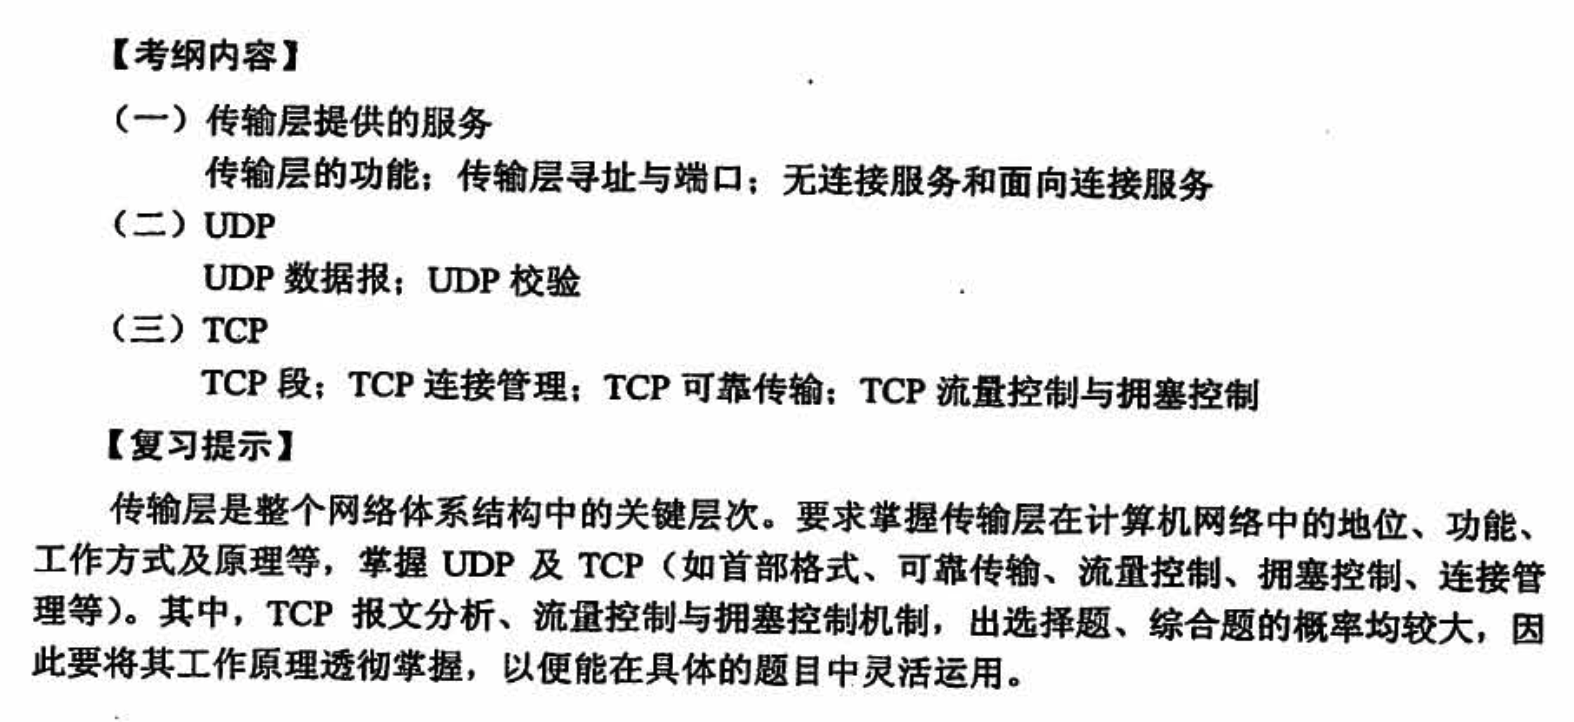 【考纲内容】
（一）传输层提供的服务
传输层的功能；传输层寻址与端口；无连接服务和面向连接服务
（二）UDP
UDP 数据报；UDP 校验
（三）TCP
TCP 段；TCP 连接管理；TCP 可靠传输；TCP 流量控制与拥塞控制
【复习提示】
传输层是整个网络体系结构中的关键层次。要求掌握传输层在计算机网络中的地位、功能、
工作方式及原理等，掌握 UDP 及 TCP（如首部格式、可靠传输、流量控制、拥塞控制、连接管
理等）。其中，TCP 报文分析、流量控制与拥塞控制机制，出选择题、综合题的概率均较大，因
此要将其工作原理透彻掌握，以便能在具体的题目中灵活运用。